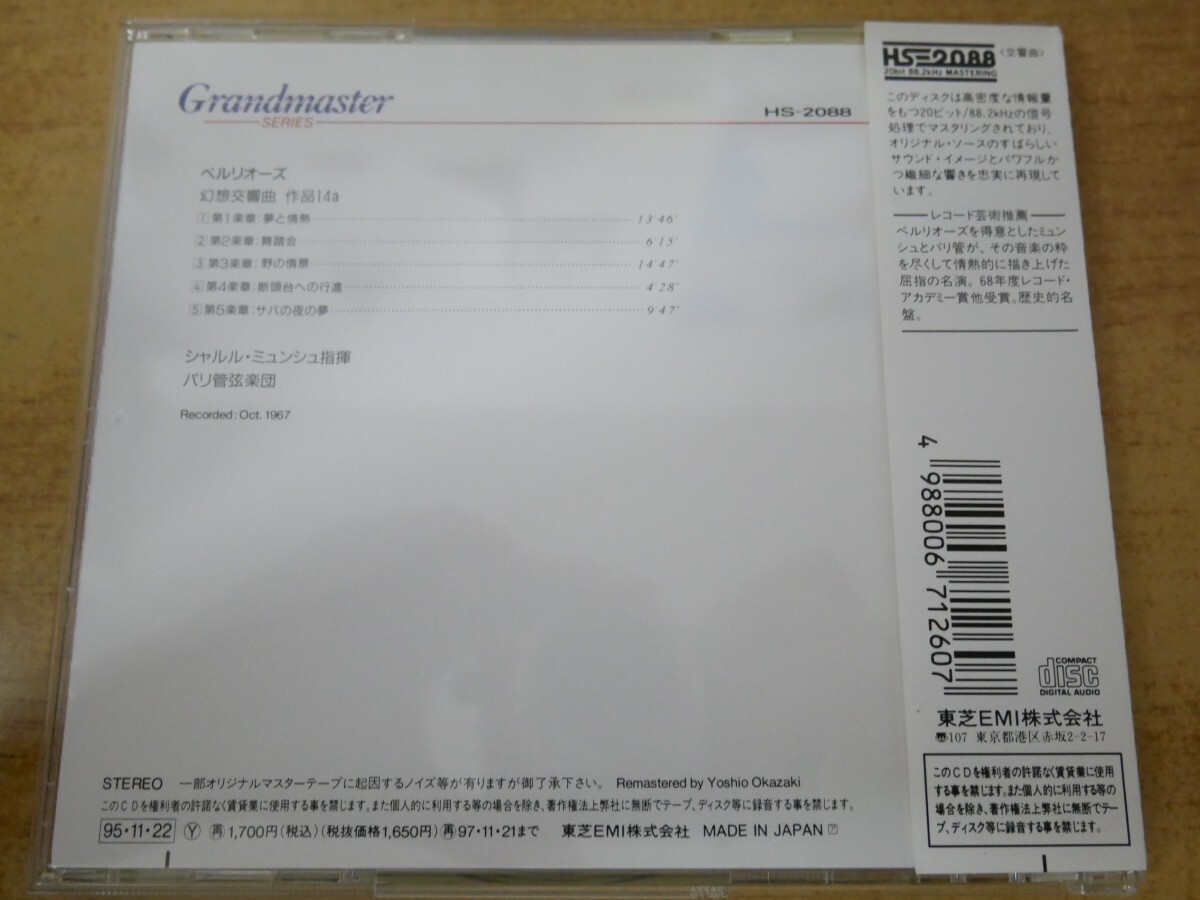 Grandmaster
SERIES
HS-2088
ベルリオーズ
幻想交響曲 作品14a
1 第1楽章:夢と情熱 13'46"
2 第2楽章:舞踏会 6'15"
3 第3楽章:野の情景 14'47"
4 第4楽章:断頭台への行進 4'28"
5 第5楽章:サバの夜の夢 9'47"
シャルル・ミュンシュ指揮
パリ管弦楽団
Recorded: Oct. 1967
STEREO 一部オリジナルマスターテープに起因するノイズ等が有りますが御了承下さい。 Remastered by Yoshio Okazaki
このCDを権利者の許諾なく賃貸業に使用する事を禁じます。また個人的に利用する等の場合を除き、著作権法上弊社に無断でテープ、ディスク等に録音する事を禁じます。
95・11・22 Ⓨ 再 1,700円(税込)(税抜価格1,650円) 再 97・11・21まで 東芝EMI株式会社 MADE IN JAPAN
HS-2088 〈交響曲〉
20bit 88.2kHz MASTERING
このディスクは高密度な情報量
をもつ20ビット/88.2kHzの信号
処理でマスタリングされており、
オリジナル・ソースのすばらしい
サウンド・イメージとパワフルか
つ繊細な響きを忠実に再現して
います。
レコード芸術推薦
ベルリオーズを得意としたミュン
シュとパリ管が、その音楽の粋
を尽くして情熱的に描き上げた
屈指の名演。68年度レコード・
アカデミー賞他受賞。歴史的名
盤。
4 988006 712607
COMPACT
disc
DIGITAL AUDIO
東芝EMI株式会社
〠107 東京都港区赤坂2-2-17
このCDを権利者の許諾なく賃貸業に使用
する事を禁じます。また個人的に利用する等の
場合を除き、著作権法上弊社に無断でテー
プ、ディスク等に録音する事を禁じます。